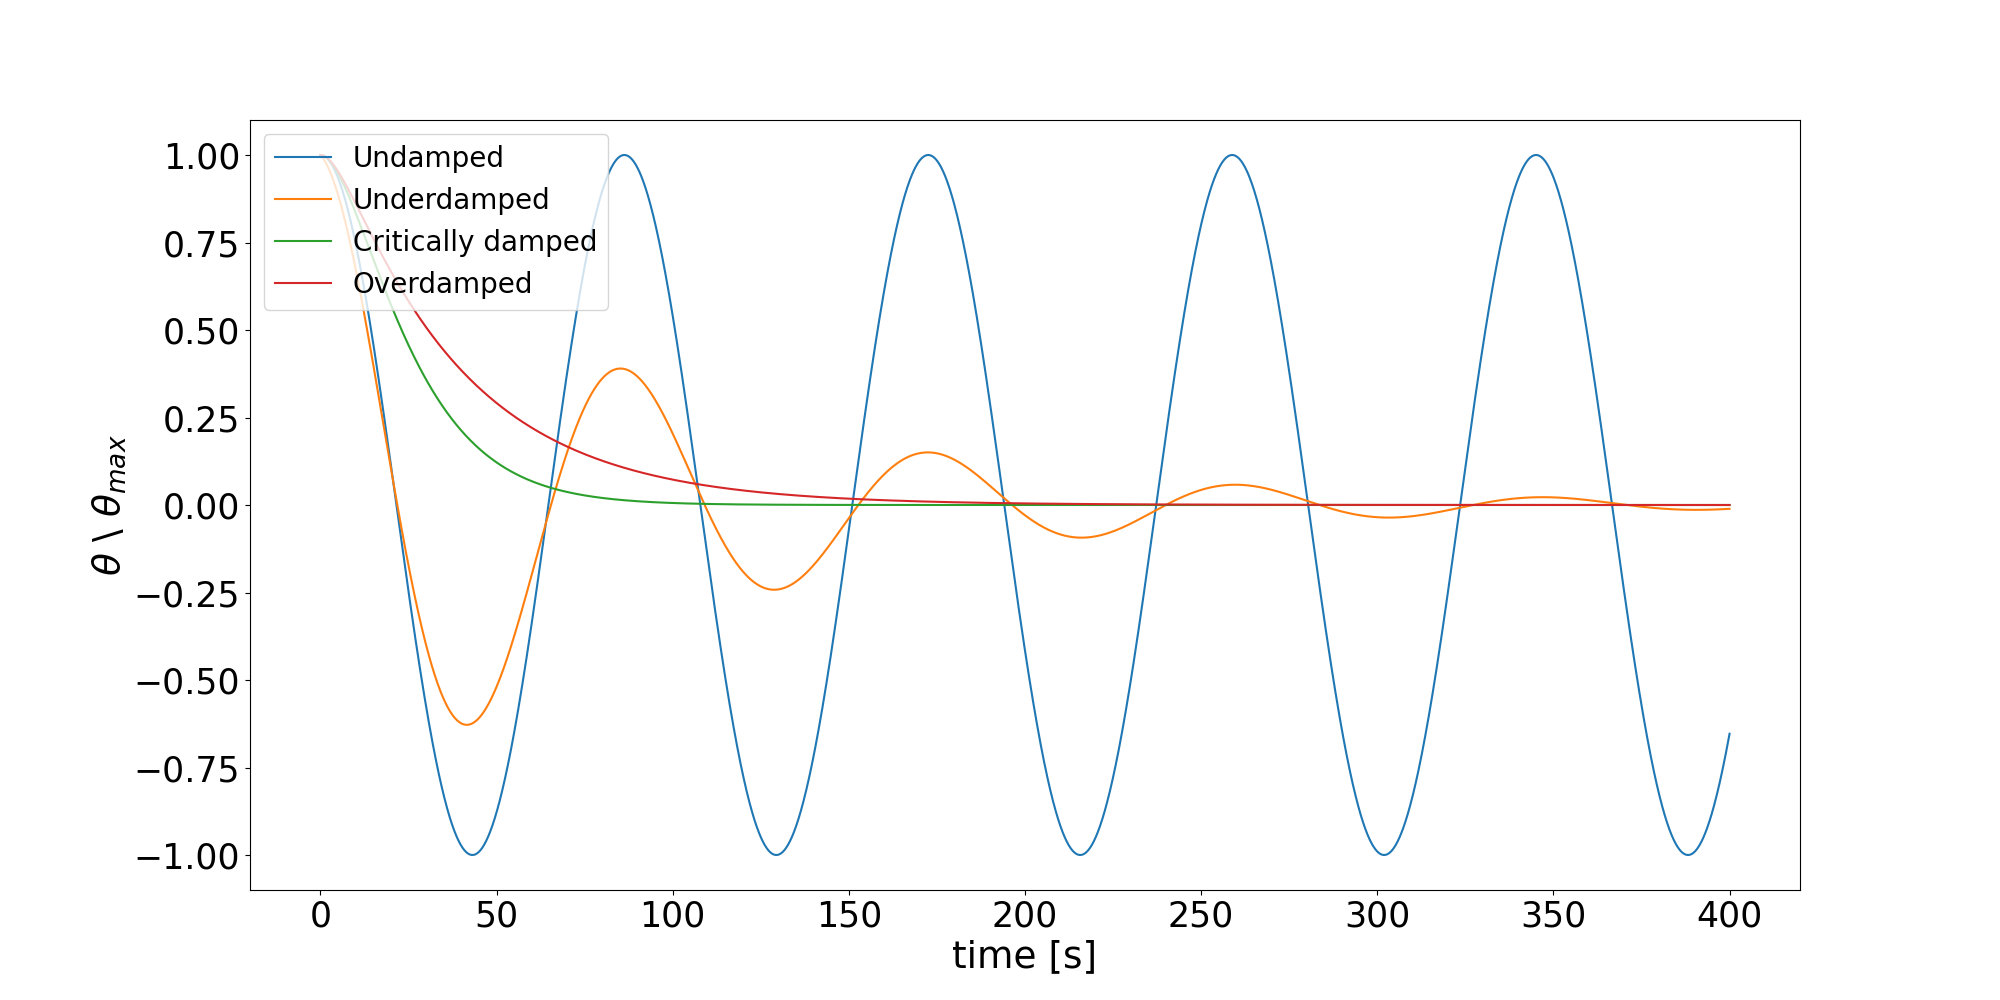 Undamped
Underdamped
Critically damped
Overdamped
1.00
0.75
0.50
0.25
0.00
−0.25
−0.50
−0.75
−1.00
θ \ θmax
0 50 100 150 200 250 300 350 400
time [s]